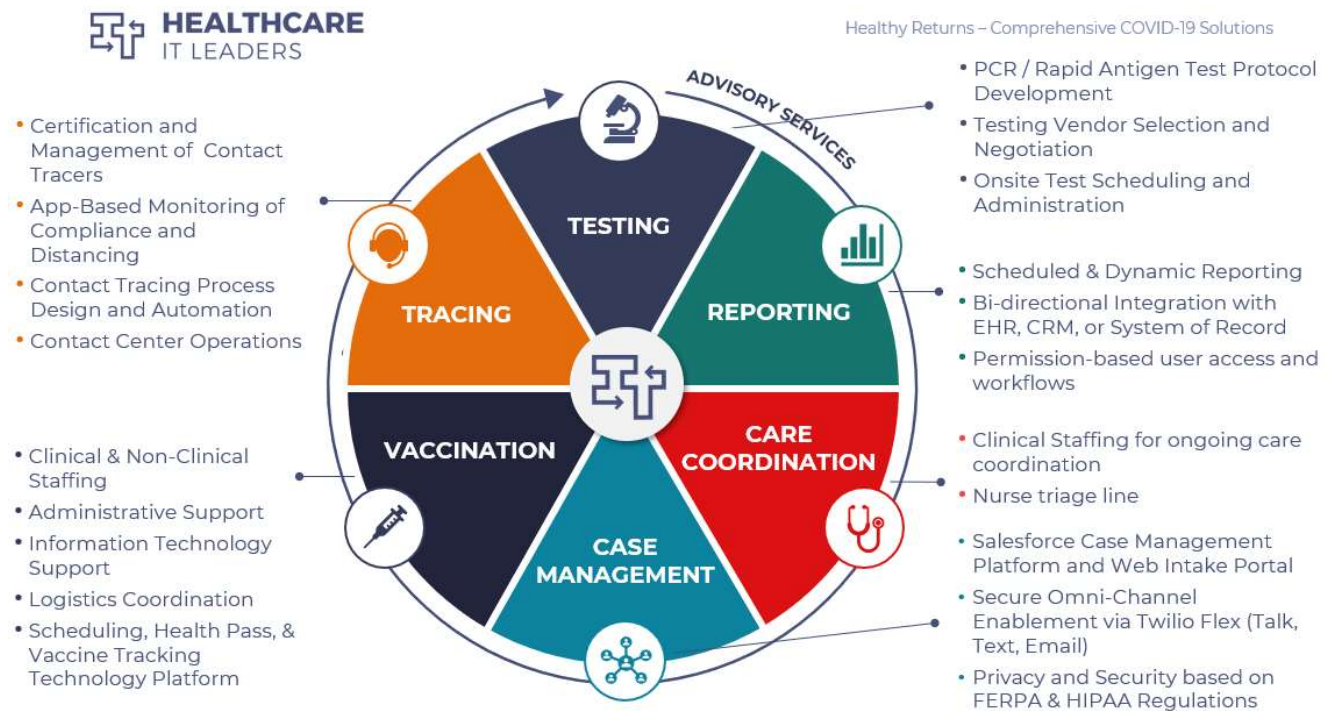 HEALTHCARE
IT LEADERS
Healthy Returns – Comprehensive COVID-19 Solutions
ADVISORY SERVICES
• Certification and
Management of Contact
Tracers
• App-Based Monitoring of
Compliance and
Distancing
• Contact Tracing Process
Design and Automation
• Contact Center Operations
• Clinical & Non-Clinical
Staffing
• Administrative Support
• Information Technology
Support
• Logistics Coordination
• Scheduling, Health Pass, &
Vaccine Tracking
Technology Platform
TESTING
TRACING
REPORTING
VACCINATION
CARE
COORDINATION
CASE
MANAGEMENT
• PCR / Rapid Antigen Test Protocol
Development
• Testing Vendor Selection and
Negotiation
• Onsite Test Scheduling and
Administration
• Scheduled & Dynamic Reporting
• Bi-directional Integration with
EHR, CRM, or System of Record
• Permission-based user access and
workflows
• Clinical Staffing for ongoing care
coordination
• Nurse triage line
• Salesforce Case Management
Platform and Web Intake Portal
• Secure Omni-Channel
Enablement via Twilio Flex (Talk,
Text, Email)
• Privacy and Security based on
FERPA & HIPAA Regulations